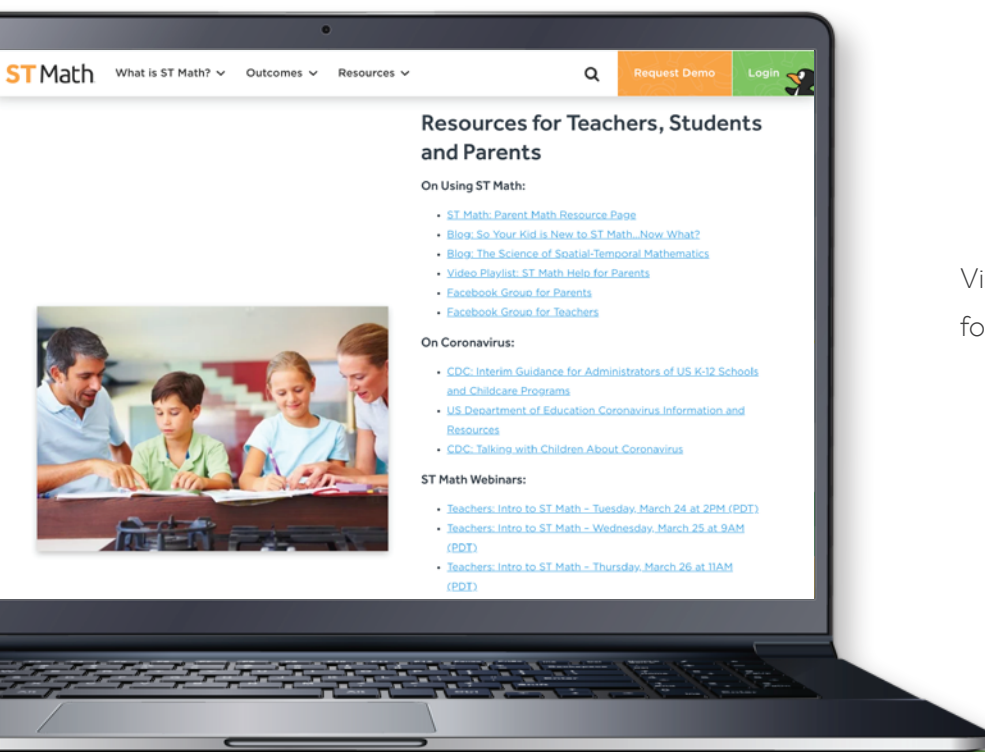 STMath What is ST Math? Outcomes Resources Request Demo Login
Resources for Teachers, Students
and Parents
On Using ST Math:
• ST Math: Parent Math Resource Page
• Blog: So Your Kid is New to ST Math...Now What?
• Blog: The Science of Spatial-Temporal Mathematics
• Video Playlist: ST Math Help for Parents
• Facebook Group for Parents
• Facebook Group for Teachers
On Coronavirus:
• CDC: Interim Guidance for Administrators of US K-12 Schools
and Childcare Programs
• US Department of Education Coronavirus Information and
Resources
• CDC: Talking with Children About Coronavirus
ST Math Webinars:
• Teachers: Intro to ST Math – Tuesday, March 24 at 2PM (PDT)
• Teachers: Intro to ST Math – Wednesday, March 25 at 9AM
(PDT)
• Teachers: Intro to ST Math – Thursday, March 26 at 11AM
(PDT)
Vi
fo